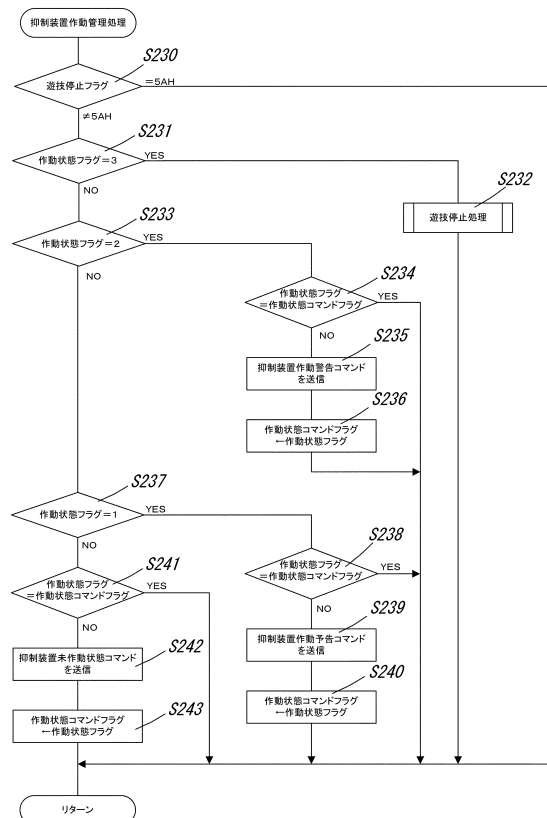 抑制装置作動管理処理
S230
遊技停止フラグ
＝5AH
≠5AH
S231
作動状態フラグ＝3
YES
NO
S232
遊技停止処理
S233
作動状態フラグ＝2
YES
NO
S234
作動状態フラグ
＝作動状態コマンドフラグ
YES
NO
S235
抑制装置作動警告コマンド
を送信
S236
作動状態コマンドフラグ
←作動状態フラグ
S237
作動状態フラグ＝1
YES
NO
S238
作動状態フラグ
＝作動状態コマンドフラグ
YES
NO
S239
抑制装置作動予告コマンド
を送信
S240
作動状態コマンドフラグ
←作動状態フラグ
S241
作動状態フラグ
＝作動状態コマンドフラグ
YES
NO
S242
抑制装置未作動状態コマンド
を送信
S243
作動状態コマンドフラグ
←作動状態フラグ
リターン